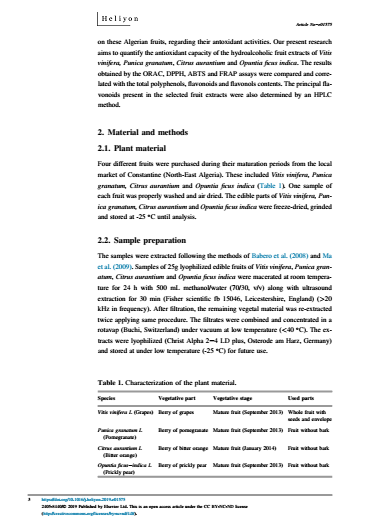 Heliyon
Article No~e01575
on these Algerian fruits, regarding their antoxidant activities. Our present research
aims to quantify the antioxidant capacity of the hydroalcoholic fruit extracts of Vitis
vinifera, Punica granatum, Citrus aurantium and Opuntia ficus indica. The results
obtained by the ORAC, DPPH, ABTS and FRAP assays were compared and corre-
lated with the total polyphenols, flavonoids and flavonols contents. The principal fla-
vonoids present in the selected fruit extracts were also determined by an HPLC
method.
2. Material and methods
2.1. Plant material
Four different fruits were purchased during their maturation periods from the local
market of Constantine (North-East Algeria). These included Vitis vinifera, Punica
granatum, Citrus aurantium and Opuntia ficus indica (Table 1). One sample of
each fruit was properly washed and air dried. The edible parts of Vitis vinifera, Pun-
ica granatum, Citrus aurantium and Opuntia ficus indica were freeze-dried, grinded
and stored at -25 °C until analysis.
2.2. Sample preparation
The samples were extracted following the methods of Babero et al. (2008) and Ma
et al. (2009). Samples of 25g lyophilized edible fruits of Vitis vinifera, Punica gran-
atum, Citrus aurantium and Opuntia ficus indica were macerated at room tempera-
ture for 24 h with 500 mL methanol/water (70/30, v/v) along with ultrasound
extraction for 30 min (Fisher scientific fb 15046, Leicestershire, England) (>20
kHz in frequency). After filtration, the remaining vegetal material was re-extracted
twice applying same procedure. The filtrates were combined and concentrated in a
rotavap (Buchi, Switzerland) under vacuum at low temperature (<40 °C). The ex-
tracts were lyophilized (Christ Alpha 2–4 LD plus, Osterode am Harz, Germany)
and stored at under low temperature (-25 °C) for future use.
Table 1. Characterization of the plant material.
Species Vegetative part Vegetative stage Used parts
Vitis vinifera L (Grapes) Berry of grapes Mature fruit (September 2013) Whole fruit with
seeds and envelope
Punica granatum L Berry of pomegranate Mature fruit (September 2013) Fruit without bark
(Pomegranate)
Citrus aurantium L Berry of bitter orange Mature fruit (January 2014) Fruit without bark
(Bitter orange)
Opuntia ficus–indica L Berry of prickly pear Mature fruit (September 2013) Fruit without bark
(Prickly pear)
3 https://doi.org/10.1016/j.heliyon.2019.e01575
2405-8440/© 2019 Published by Elsevier Ltd. This is an open access article under the CC BY-NC-ND license
(http://creativecommons.org/licenses/by-nc-nd/4.0/).